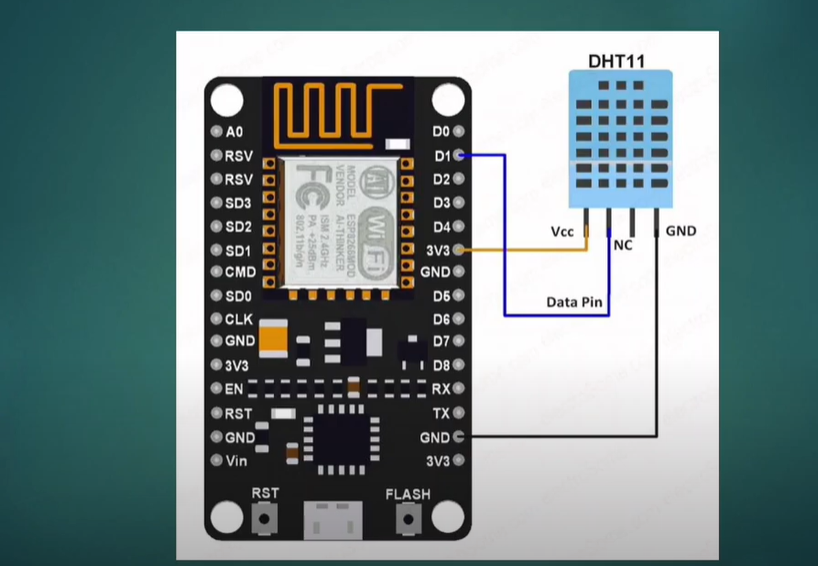 DHT11
A0
RSV
RSV
SD3
SD2
SD1
CMD
SD0
CLK
GND
3V3
EN
RST
GND
Vin
MODEL ESP8266MOD
VENDOR AI-THINKER
ISM 2.4GHz
PA +25dBm
802.11b/g/n
FC
Ai
WiFi
D0
D1
D2
D3
D4
3V3
GND
D5
D6
D7
D8
RX
TX
GND
3V3
Vcc
NC
GND
Data Pin
RST
FLASH